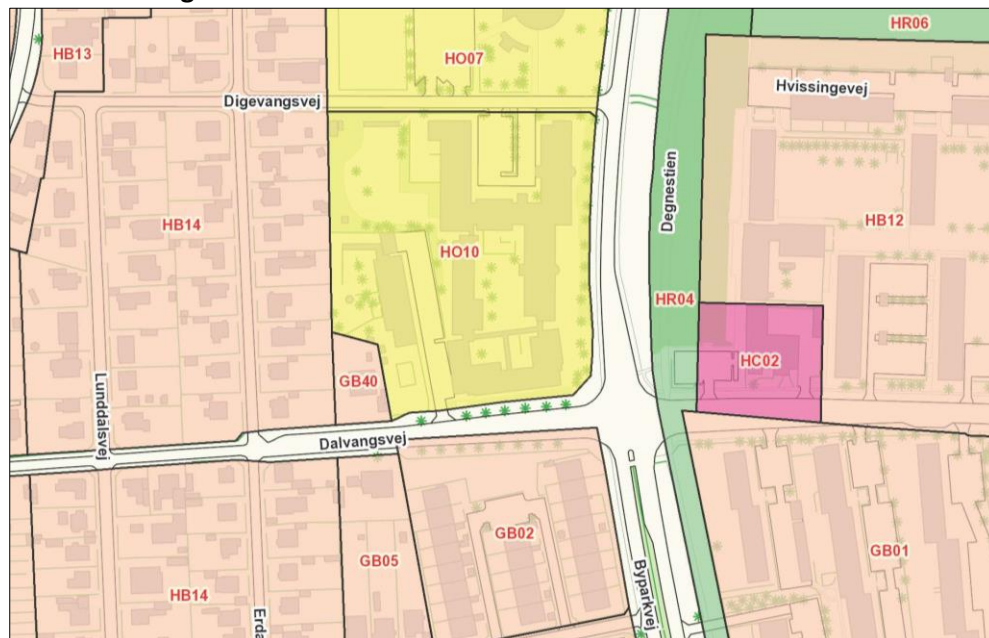 HR06
HB13
HO07
Hvissingevej
Digevangsvej
Degnestien
HB14
HB12
HO10
HR04
HC02
GB40
Lunddalsvej
Dalvangsvej
GB02
GB05
GB01
HB14
Byparkvej
Erda